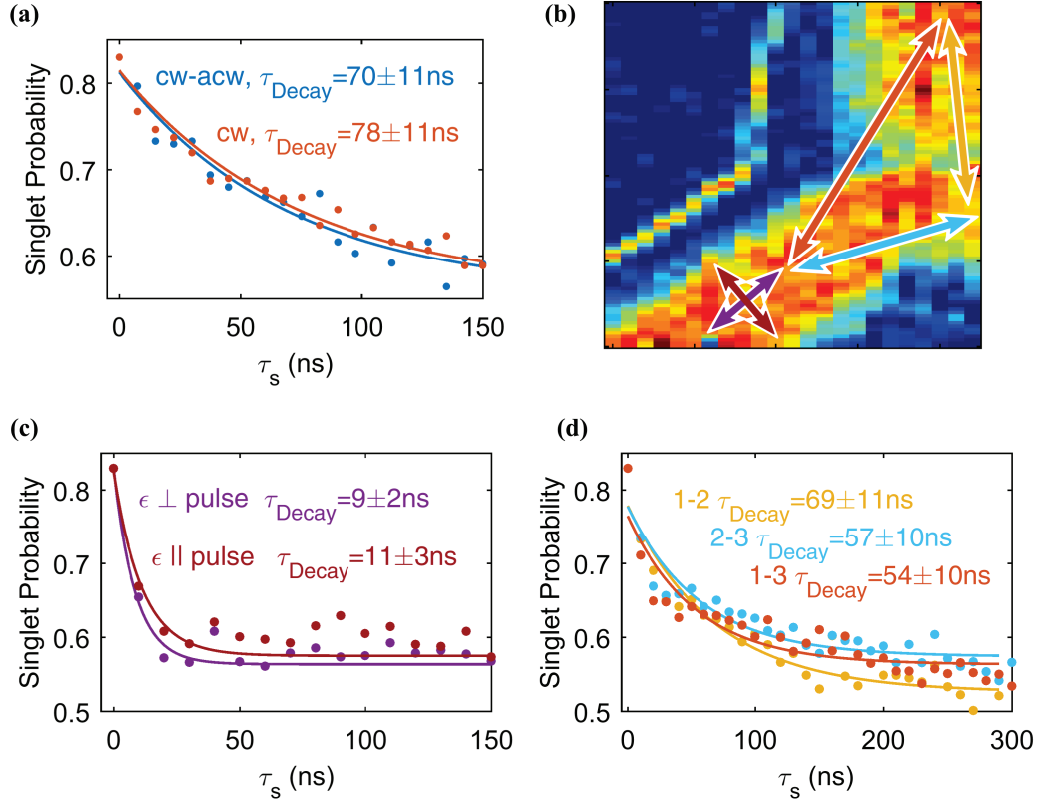 (a)
0.8
0.7
0.6
Singlet Probability
cw-acw, τDecay=70±11ns
cw, τDecay=78±11ns
0 50 100 150
τs (ns)
(b)
(c)
0.8
0.7
0.6
0.5
Singlet Probability
ϵ ⊥ pulse τDecay=9±2ns
ϵ || pulse τDecay=11±3ns
0 50 100 150
τs (ns)
(d)
0.8
0.7
0.6
0.5
Singlet Probability
1-2 τDecay=69±11ns
2-3 τDecay=57±10ns
1-3 τDecay=54±10ns
0 100 200 300
τs (ns)